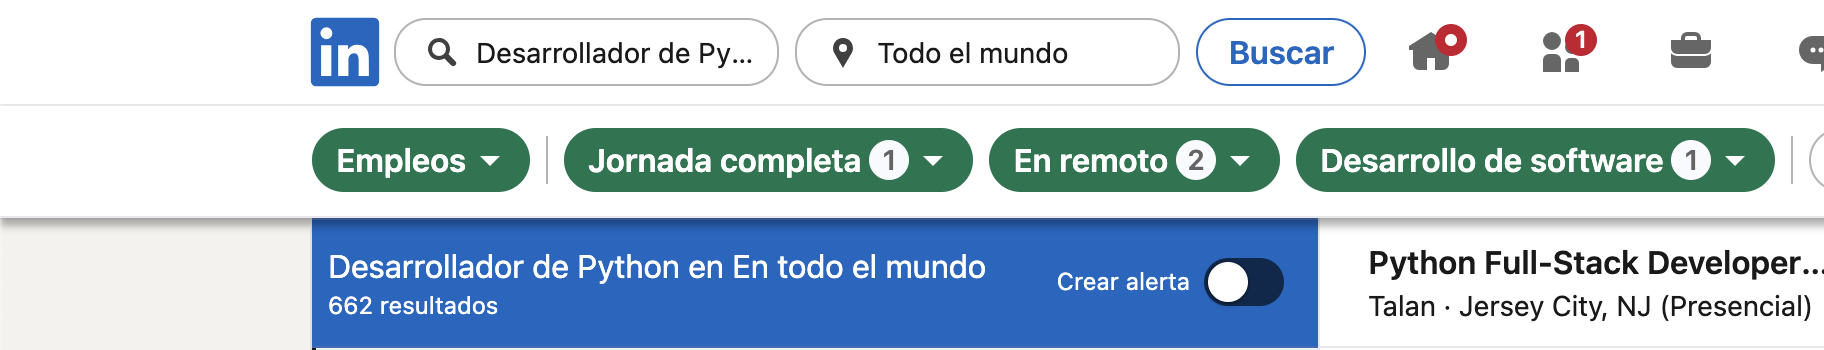 in
Desarrollador de Py...
Todo el mundo
Buscar
1
Empleos
Jornada completa 1
En remoto 2
Desarrollo de software 1
Desarrollador de Python en En todo el mundo
662 resultados
Crear alerta
Python Full-Stack Developer...
Talan · Jersey City, NJ (Presencial)